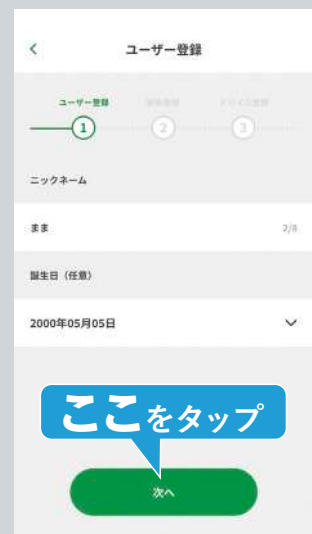 ユーザー登録
ユーザー登録
1
2
3
ニックネーム
まま
2/8
誕生日（任意）
2000年05月05日
ここをタップ
次へ